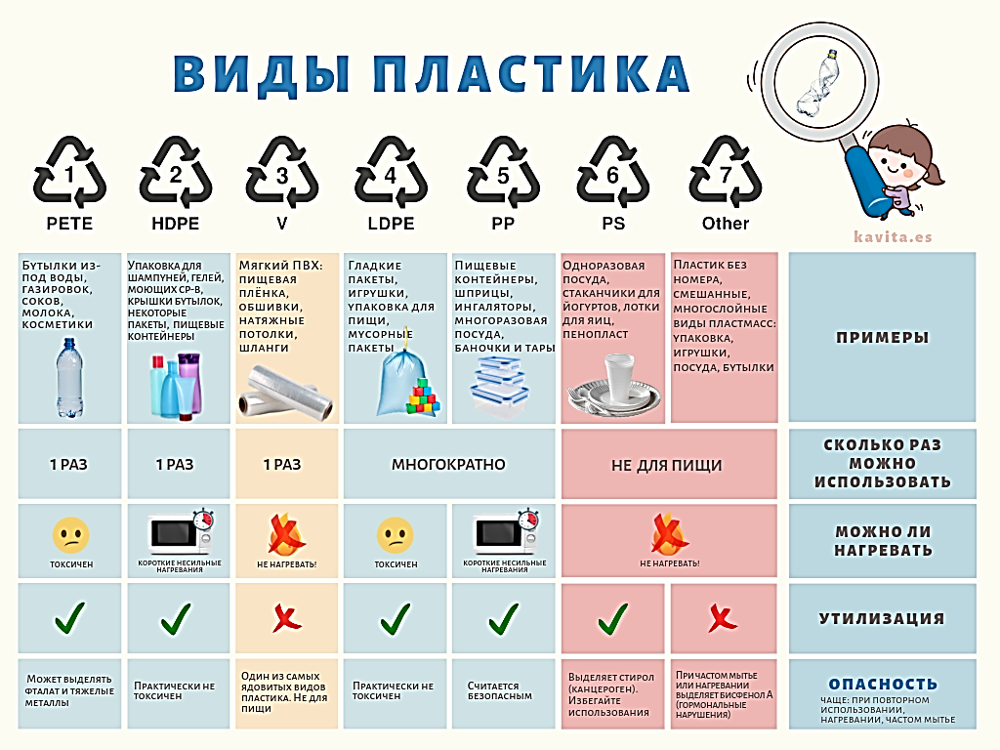 ВИДЫ ПЛАСТИКА
kavita.es
1
PETE
2
HDPE
3
V
4
LDPE
5
PP
6
PS
7
Other
БУТЫЛКИ ИЗ-
ПОД ВОДЫ,
ГАЗИРОВОК,
СОКОВ,
МОЛОКА,
КОСМЕТИКИ
УПАКОВКА ДЛЯ
ШАМПУНЕЙ, ГЕЛЕЙ,
МОЮЩИХ СР-В,
КРЫШКИ БУТЫЛОК,
НЕКОТОРЫЕ
ПАКЕТЫ, ПИЩЕВЫЕ
КОНТЕЙНЕРЫ
МЯГКИЙ ПВХ:
ПИЩЕВАЯ
ПЛЁНКА,
ОБШИВКИ,
НАТЯЖНЫЕ
ПОТОЛКИ,
ШЛАНГИ
ГЛАДКИЕ
ПАКЕТЫ,
ИГРУШКИ,
УПАКОВКА ДЛЯ
ПИЩИ,
МУСОРНЫЕ
ПАКЕТЫ
ПИЩЕВЫЕ
КОНТЕЙНЕРЫ,
ШПРИЦЫ,
ИНГАЛЯТОРЫ,
МНОГОРАЗОВАЯ
ПОСУДА,
БАНОЧКИ И ТАРЫ
ОДНОРАЗОВАЯ
ПОСУДА,
СТАКАНЧИКИ ДЛЯ
ЙОГУРТОВ, ЛОТКИ
ДЛЯ ЯИЦ,
ПЕНОПЛАСТ
ПЛАСТИК БЕЗ
НОМЕРА,
СМЕШАННЫЕ,
МНОГОСЛОЙНЫЕ
ВИДЫ ПЛАСТМАСС:
УПАКОВКА,
ИГРУШКИ,
ПОСУДА, БУТЫЛКИ
ПРИМЕРЫ
1 РАЗ
1 РАЗ
1 РАЗ
МНОГОКРАТНО
НЕ ДЛЯ ПИЩИ
СКОЛЬКО РАЗ
МОЖНО
ИСПОЛЬЗОВАТЬ
ТОКСИЧЕН
КОРОТКИЕ НЕСИЛЬНЫЕ
НАГРЕВАНИЯ
НЕ НАГРЕВАТЬ!
ТОКСИЧЕН
КОРОТКИЕ НЕСИЛЬНЫЕ
НАГРЕВАНИЯ
НЕ НАГРЕВАТЬ!
МОЖНО ЛИ
НАГРЕВАТЬ
УТИЛИЗАЦИЯ
МОЖЕТ ВЫДЕЛЯТЬ
ФТАЛАТ И ТЯЖЕЛЫЕ
МЕТАЛЛЫ
ПРАКТИЧЕСКИ НЕ
ТОКСИЧЕН
ОДИН ИЗ САМЫХ
ЯДОВИТЫХ ВИДОВ
ПЛАСТИКА. НЕ ДЛЯ
ПИЩИ
ПРАКТИЧЕСКИ НЕ
ТОКСИЧЕН
СЧИТАЕТСЯ
БЕЗОПАСНЫМ
ВЫДЕЛЯЕТ СТИРОЛ
(КАНЦЕРОГЕН).
ИЗБЕГАЙТЕ
ИСПОЛЬЗОВАНИЯ
ПРИ ЧАСТОМ МЫТЬЕ
ИЛИ НАГРЕВАНИИ
ВЫДЕЛЯЕТ БИСФЕНОЛ А
(ГОРМОНАЛЬНЫЕ
НАРУШЕНИЯ)
ОПАСНОСТЬ
ЧАЩЕ: ПРИ ПОВТОРНОМ
ИСПОЛЬЗОВАНИИ,
НАГРЕВАНИИ, ЧАСТОМ МЫТЬЕ